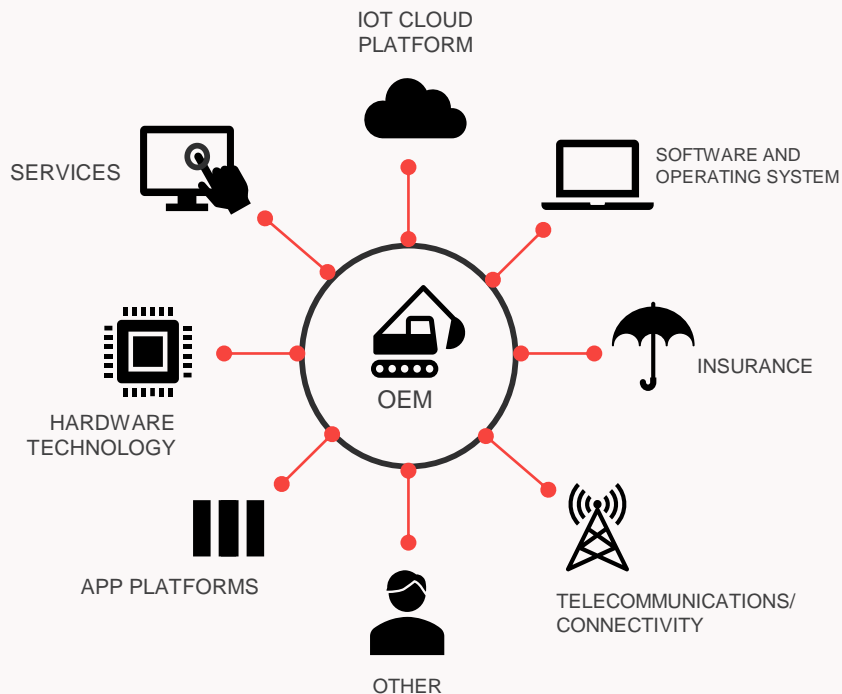 IOT CLOUD
PLATFORM
SERVICES
SOFTWARE AND
OPERATING SYSTEM
OEM
INSURANCE
HARDWARE
TECHNOLOGY
APP PLATFORMS
TELECOMMUNICATIONS/
CONNECTIVITY
OTHER